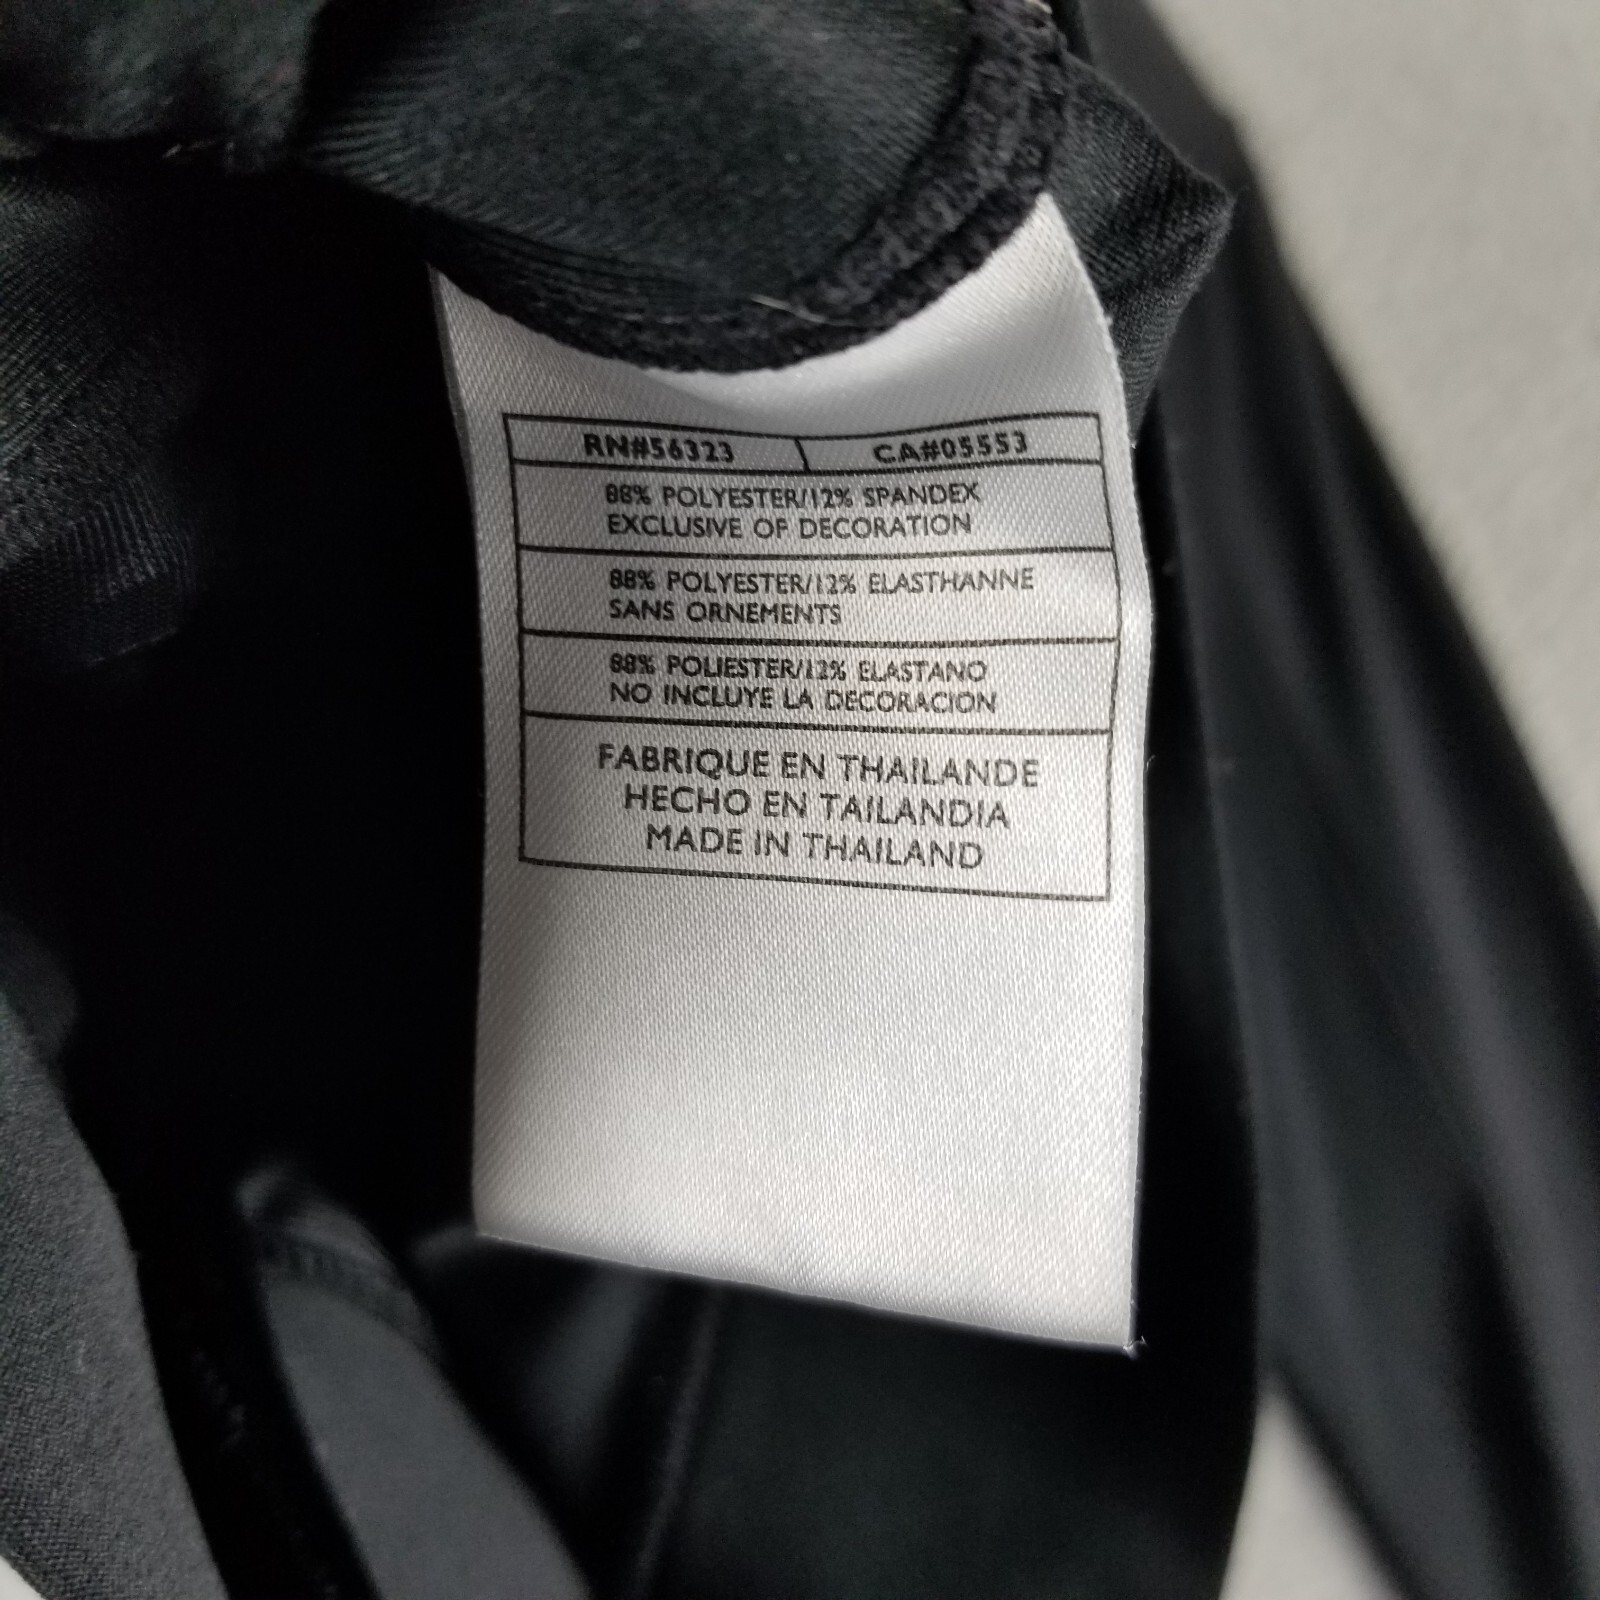 RN#56323 CA#05553
88% POLYESTER/12% SPANDEX
EXCLUSIVE OF DECORATION
88% POLYESTER/12% ELASTHANNE
SANS ORNEMENTS
88% POLIESTER/12% ELASTANO
NO INCLUYE LA DECORACION
FABRIQUE EN THAILANDE
HECHO EN TAILANDIA
MADE IN THAILAND